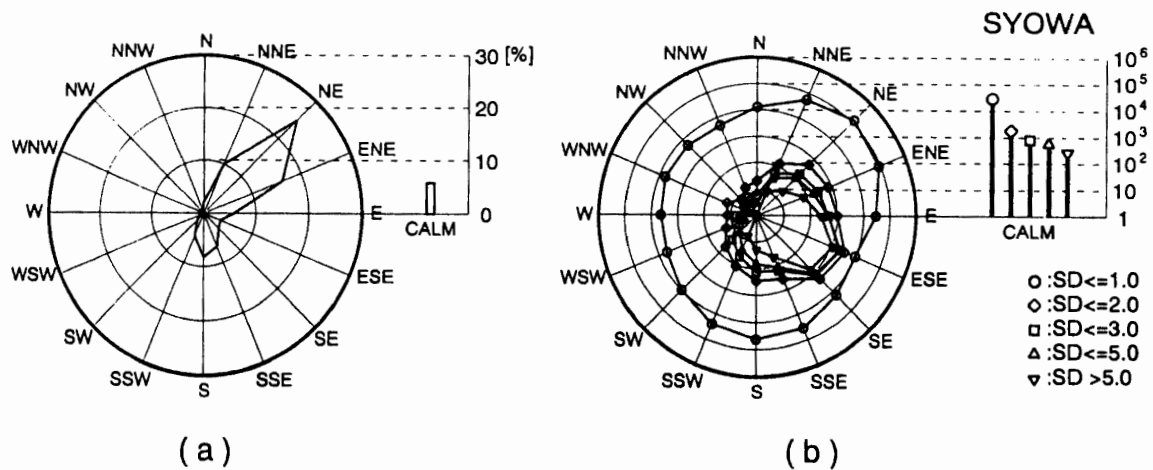 SYOWA
N
NNE
NE
ENE
E
ESE
SE
SSE
S
SSW
SW
WSW
W
WNW
NW
NNW
30 [%]
20
10
0
CALM
(a)
N
NNE
NE
ENE
E
ESE
SE
SSE
S
SSW
SW
WSW
W
WNW
NW
NNW
10⁶
10⁵
10⁴
10³
10²
10
1
CALM
:SD<=1.0
:SD<=2.0
:SD<=3.0
:SD<=5.0
:SD >5.0
(b)